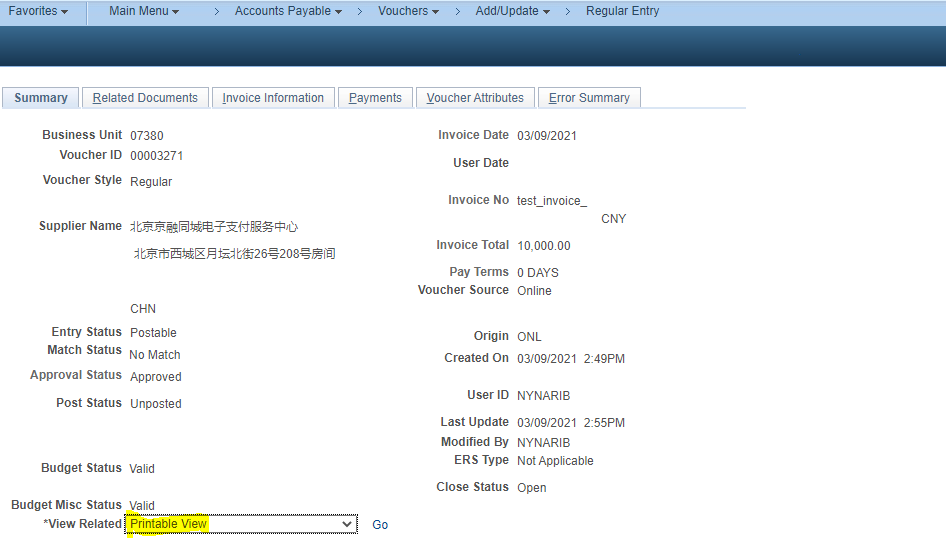 Favorites Main Menu > Accounts Payable > Vouchers > Add/Update > Regular Entry
Summary Related Documents Invoice Information Payments Voucher Attributes Error Summary
Business Unit 07380 Invoice Date 03/09/2021
Voucher ID 00003271 User Date
Voucher Style Regular
Invoice No test_invoice_
CNY
Supplier Name 北京京融同城电子支付服务中心
Invoice Total 10,000.00
北京市西城区月坛北街26号208号房间
Pay Terms 0 DAYS
Voucher Source Online
CHN
Entry Status Postable Origin ONL
Match Status No Match Created On 03/09/2021 2:49PM
Approval Status Approved
User ID NYNARIB
Post Status Unposted
Last Update 03/09/2021 2:55PM
Modified By NYNARIB
ERS Type Not Applicable
Budget Status Valid
Close Status Open
Budget Misc Status Valid
*View Related Printable View Go